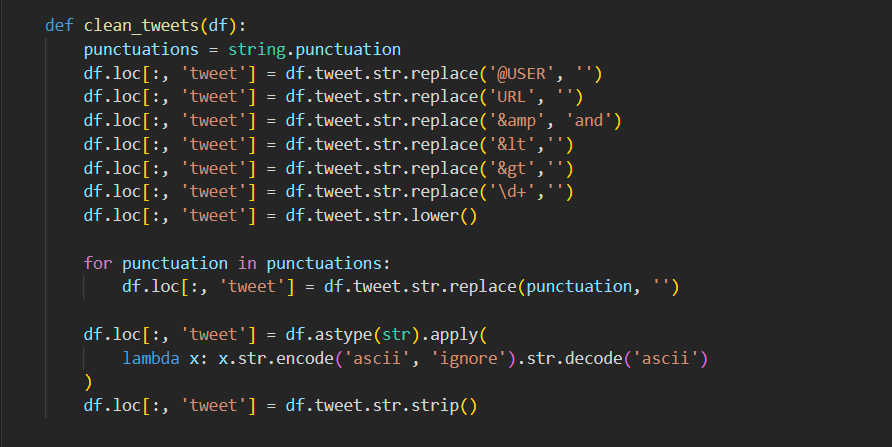 def clean_tweets(df):
    punctuations = string.punctuation
    df.loc[:, 'tweet'] = df.tweet.str.replace('@USER', '')
    df.loc[:, 'tweet'] = df.tweet.str.replace('URL', '')
    df.loc[:, 'tweet'] = df.tweet.str.replace('&amp', 'and')
    df.loc[:, 'tweet'] = df.tweet.str.replace('&lt','')
    df.loc[:, 'tweet'] = df.tweet.str.replace('&gt','')
    df.loc[:, 'tweet'] = df.tweet.str.replace('\d+','')
    df.loc[:, 'tweet'] = df.tweet.str.lower()

    for punctuation in punctuations:
        df.loc[:, 'tweet'] = df.tweet.str.replace(punctuation, '')

    df.loc[:, 'tweet'] = df.astype(str).apply(
        lambda x: x.str.encode('ascii', 'ignore').str.decode('ascii')
    )
    df.loc[:, 'tweet'] = df.tweet.str.strip()